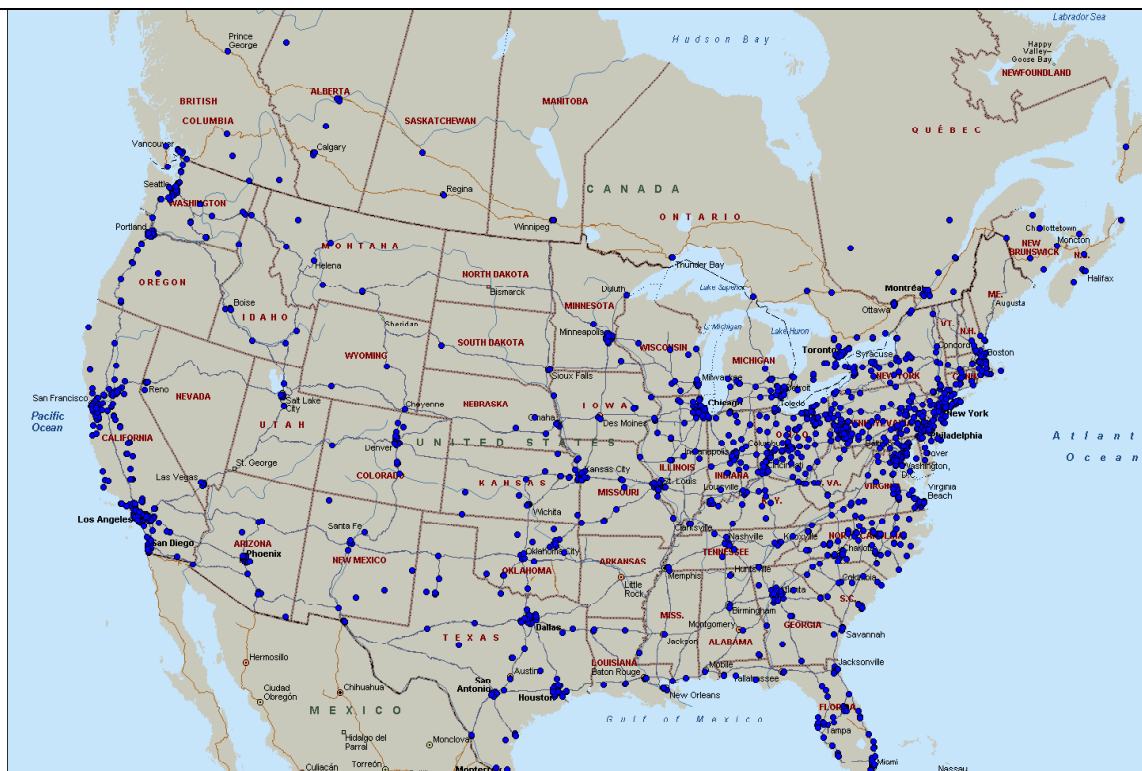 Labrador Sea
Prince
George
Hudson Bay
Happy
Valley–
Goose Bay
NEWFOUNDLAND
ALBERTA
BRITISH
COLUMBIA
MANITOBA
SASKATCHEWAN
QUÉBEC
Vancouver
Calgary
Seattle
Regina
CANADA
WASHINGTON
ONTARIO
Winnipeg
Portland
Charlottetown
Moncton
NEW
BRUNSWICK
N.S.
MONTANA
Helena
Thunder Bay
NORTH DAKOTA
OREGON
Bismarck
Duluth
Lake Superior
Montréal
Halifax
ME.
Augusta
MINNESOTA
Boise
IDAHO
Ottawa
Sheridan
Minneapolis
L. Michigan
Lake Huron
VT.
N.H.
SOUTH DAKOTA
WISCONSIN
Concord
WYOMING
MICHIGAN
Toronto
Syracuse
Boston
Sioux Falls
NEW YORK
Milwaukee
Reno
NEVADA
Detroit
San Francisco
Salt Lake
City
Cheyenne
NEBRASKA
IOWA
Chicago
Toledo
New York
Pacific
Ocean
UTAH
Omaha
Des Moines
CALIFORNIA
Denver
UNITED STATES
OHIO
Philadelphia
Atlant
Ocean
Indianapolis
Dover
St. George
COLORADO
Kansas City
ILLINOIS
Cincinnati
Washington,
D.C.
Las Vegas
KANSAS
INDIANA
St. Louis
MISSOURI
Louisville
VIRGINIA
Virginia
Beach
K.Y.
Wichita
Los Angeles
Santa Fe
Clarksville
Nashville
Knoxville
NORTH CAROLINA
San Diego
ARIZONA
Phoenix
Oklahoma City
TENNESSEE
Charlotte
NEW MEXICO
OKLAHOMA
ARKANSAS
Memphis
Huntsville
Columbia
Little
Rock
Atlanta
S.C.
MISS.
Birmingham
Dallas
Montgomery
GEORGIA
TEXAS
Jackson
ALABAMA
Savannah
Hermosillo
LOUISIANA
Baton Rouge
Mobile
Jacksonville
Austin
Tallahassee
San
Antonio
Houston
New Orleans
Ciudad
Obregón
Chihuahua
MEXICO
Gulf of Mexico
FLORIDA
Tampa
Hidalgo del
Parral
Monclova
Culiacán
Torreón
Monterrey
Miami
Nassau